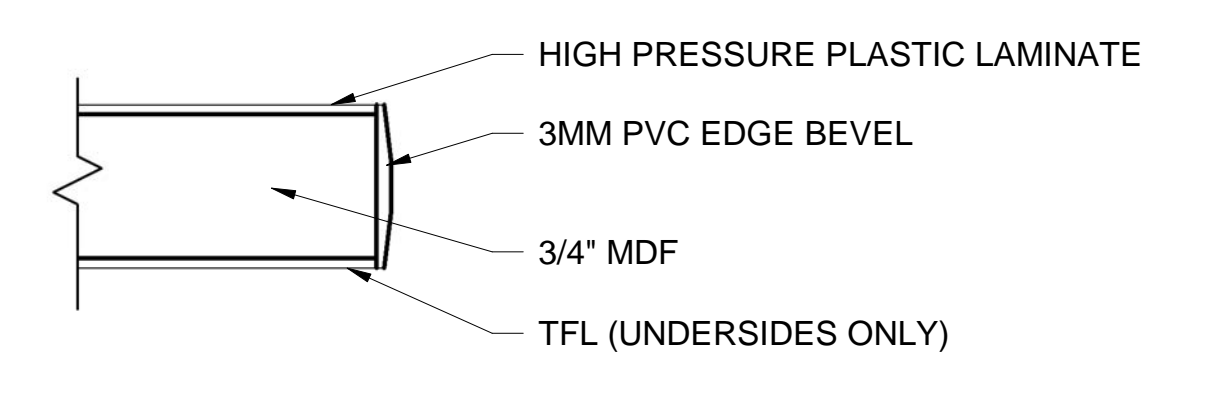 HIGH PRESSURE PLASTIC LAMINATE
3MM PVC EDGE BEVEL
3/4" MDF
TFL (UNDERSIDES ONLY)